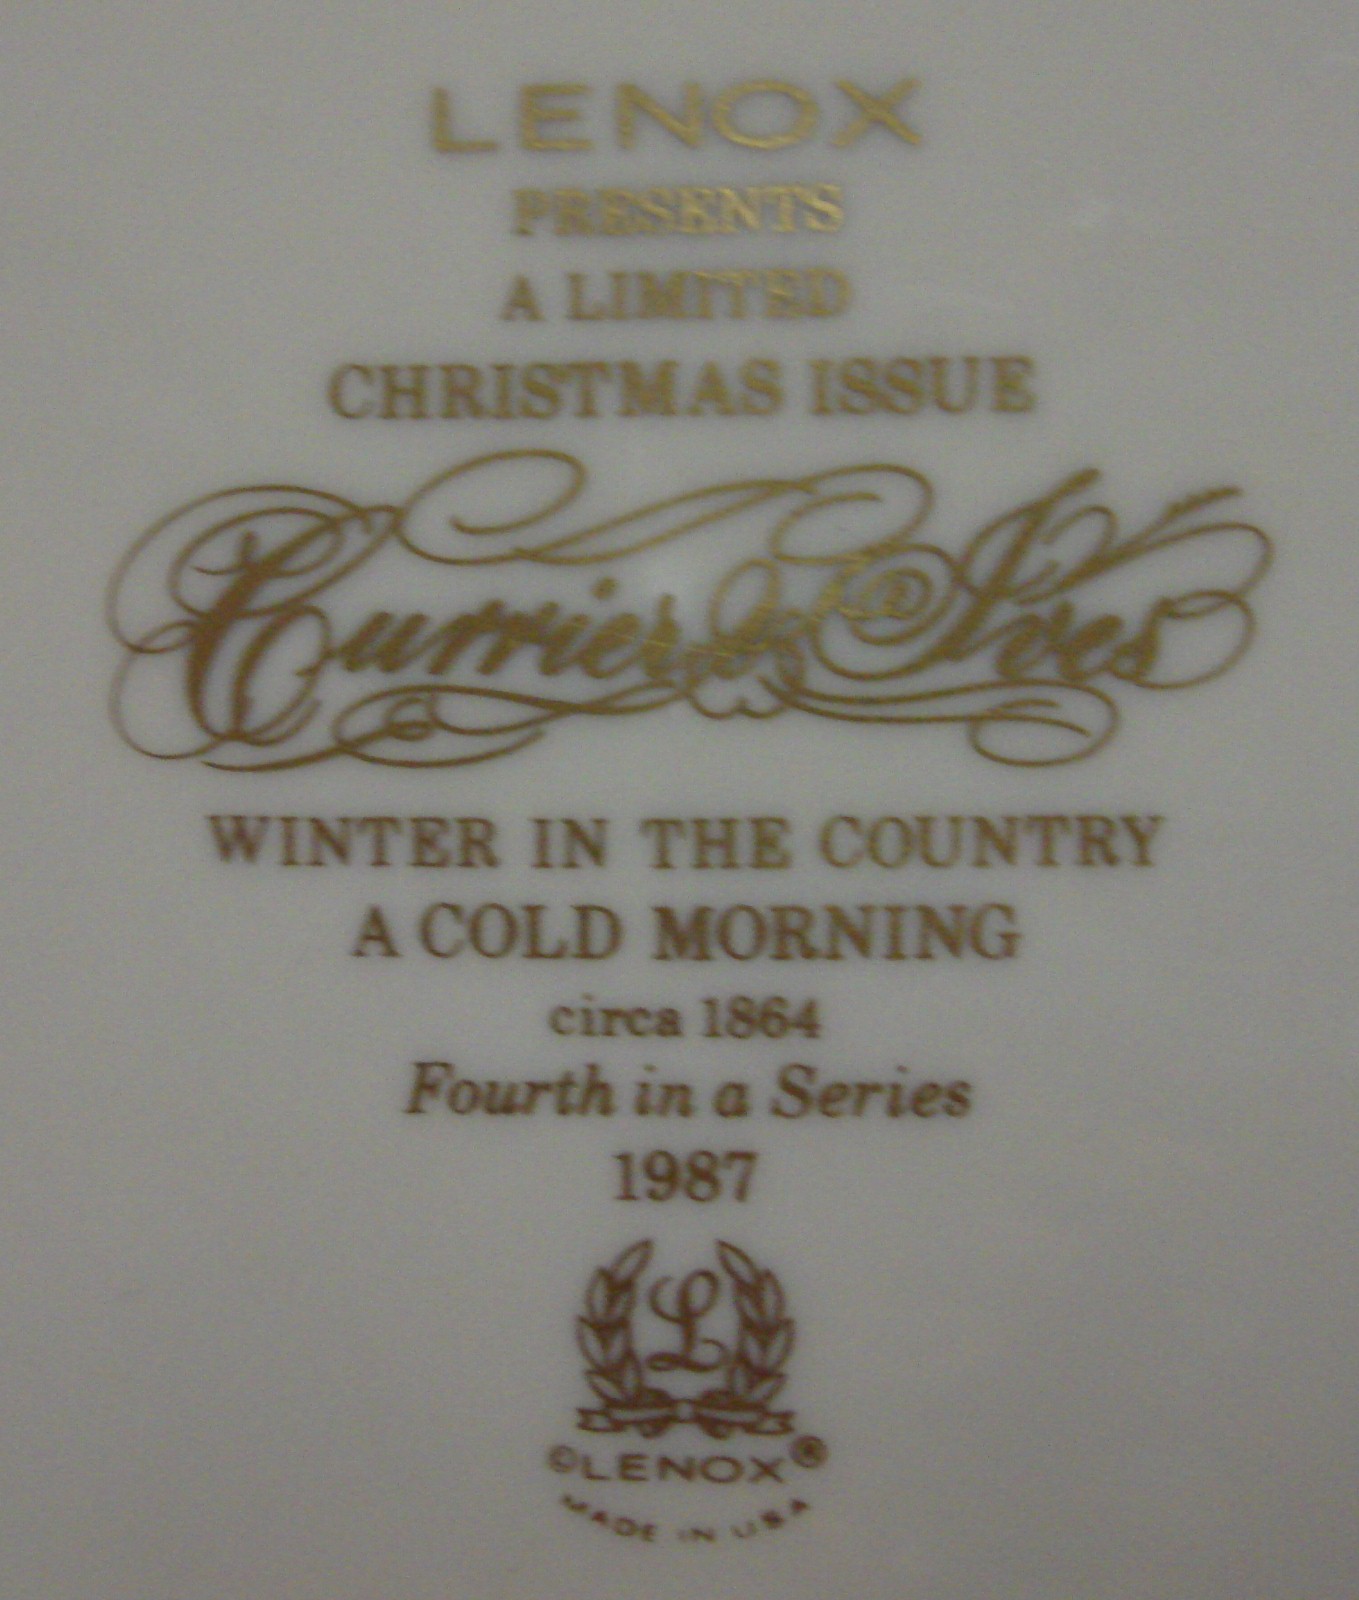 LENOX
PRESENTS
A LIMITED
CHRISTMAS ISSUE
Currier & Ives
WINTER IN THE COUNTRY
A COLD MORNING
circa 1864
Fourth in a Series
1987
L
©LENOX®
MADE IN USA